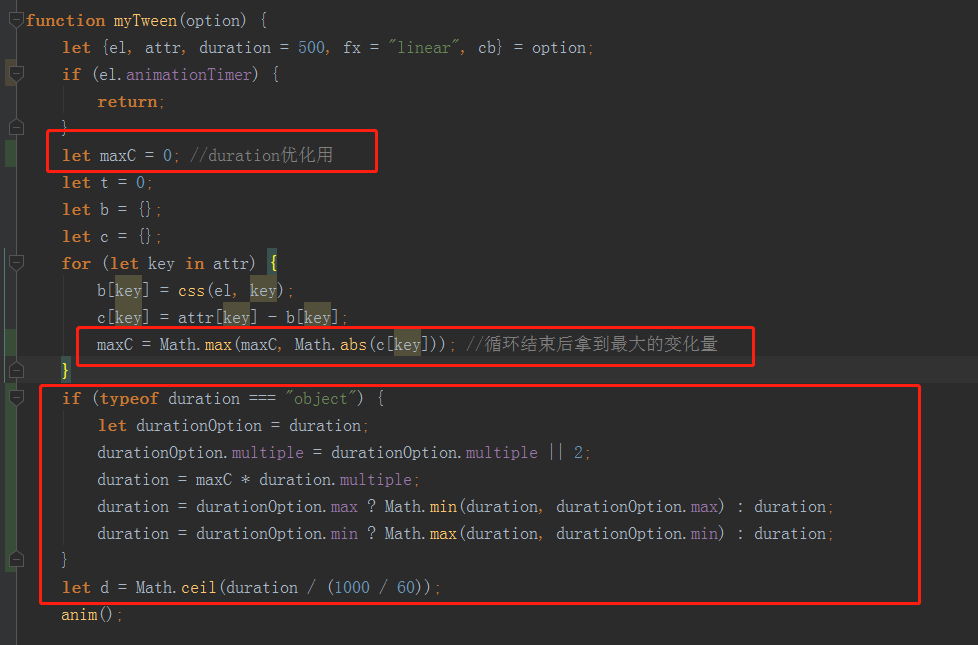 function myTween(option) {
let {el, attr, duration = 500, fx = "linear", cb} = option;
if (el.animationTimer) {
return;
}
let maxC = 0; //duration优化用
let t = 0;
let b = {};
let c = {};
for (let key in attr) {
b[key] = css(el, key);
c[key] = attr[key] - b[key];
maxC = Math.max(maxC, Math.abs(c[key])); //循环结束后拿到最大的变化量
}
if (typeof duration === "object") {
let durationOption = duration;
durationOption.multiple = durationOption.multiple || 2;
duration = maxC * duration.multiple;
duration = durationOption.max ? Math.min(duration, durationOption.max) : duration;
duration = durationOption.min ? Math.max(duration, durationOption.min) : duration;
}
let d = Math.ceil(duration / (1000 / 60));
anim();